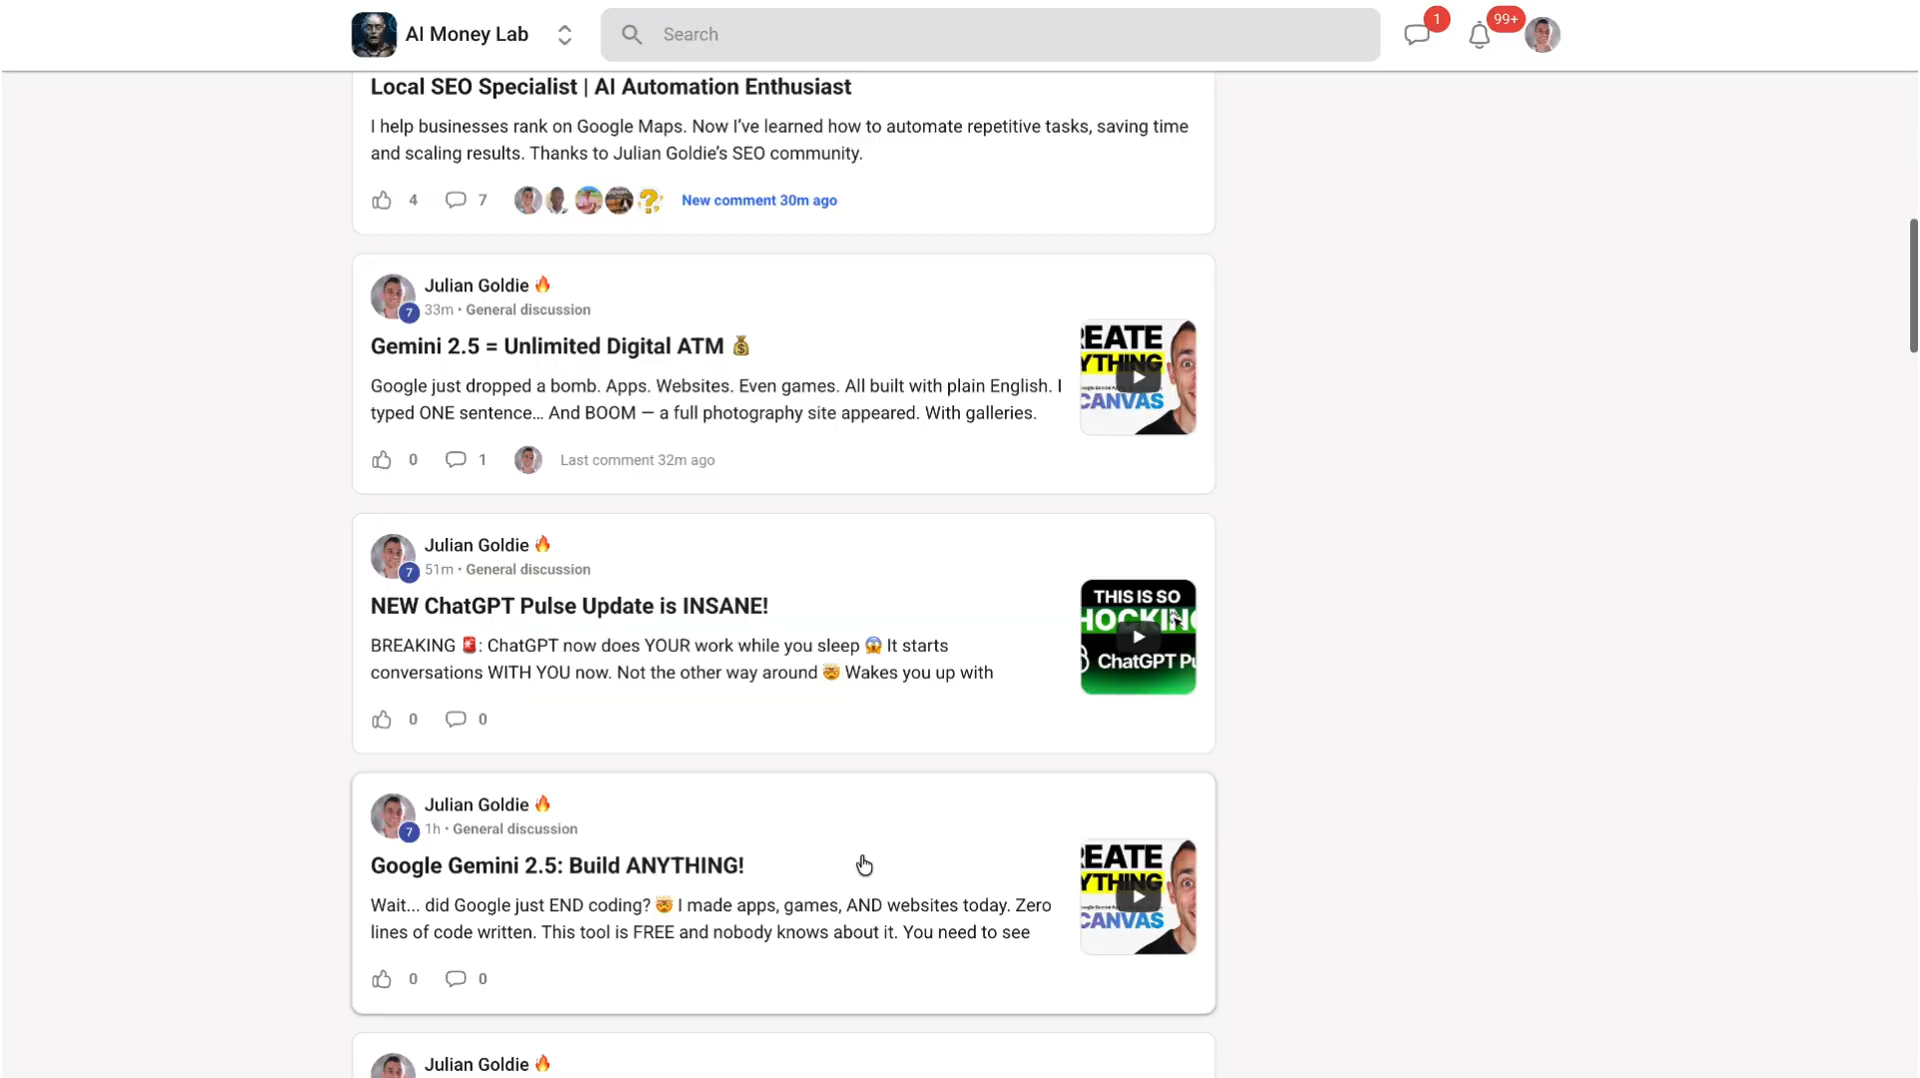 AI Money Lab
Search
1
99+
Local SEO Specialist | AI Automation Enthusiast
I help businesses rank on Google Maps. Now I’ve learned how to automate repetitive tasks, saving time
and scaling results. Thanks to Julian Goldie’s SEO community.
4 7 New comment 30m ago
Julian Goldie 🔥
7 33m • General discussion
Gemini 2.5 = Unlimited Digital ATM 💰
Google just dropped a bomb. Apps. Websites. Even games. All built with plain English. I
typed ONE sentence… And BOOM — a full photography site appeared. With galleries.
REATE
YTHING
CANVAS
0 1 Last comment 32m ago
Julian Goldie 🔥
7 51m • General discussion
NEW ChatGPT Pulse Update is INSANE!
BREAKING 🚨: ChatGPT now does YOUR work while you sleep 😱 It starts
conversations WITH YOU now. Not the other way around 🤯 Wakes you up with
THIS IS SO
HOCKING
ChatGPT Pu
0 0
Julian Goldie 🔥
7 1h • General discussion
Google Gemini 2.5: Build ANYTHING!
Wait... did Google just END coding? 🤯 I made apps, games, AND websites today. Zero
lines of code written. This tool is FREE and nobody knows about it. You need to see
REATE
YTHING
CANVAS
0 0
Julian Goldie 🔥